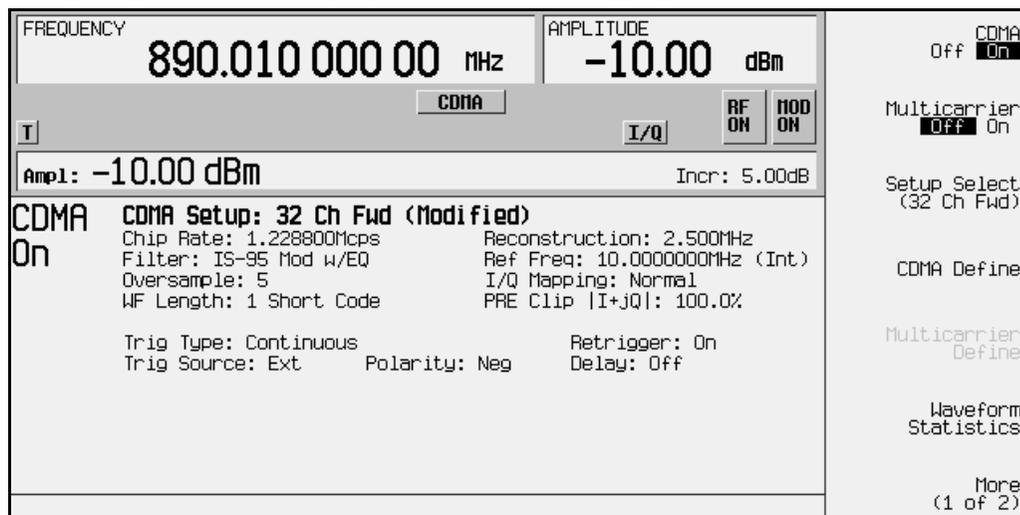 FREQUENCY
890.010 000 00 MHz
AMPLITUDE
-10.00 dBm
CDMA
T
I/Q
RF ON
MOD ON
Ampl: -10.00 dBm
Incr: 5.00dB
CDMA On
CDMA Setup: 32 Ch Fwd (Modified)
Chip Rate: 1.228800Mcps Reconstruction: 2.500MHz
Filter: IS-95 Mod w/EQ Ref Freq: 10.0000000MHz (Int)
Oversample: 5 I/Q Mapping: Normal
WF Length: 1 Short Code PRE Clip |I+jQ|: 100.0%
Trig Type: Continuous Retrigger: On
Trig Source: Ext Polarity: Neg Delay: Off
CDMA
Off On
Multicarrier
Off On
Setup Select
(32 Ch Fwd)
CDMA Define
Multicarrier
Define
Waveform
Statistics
More
(1 of 2)